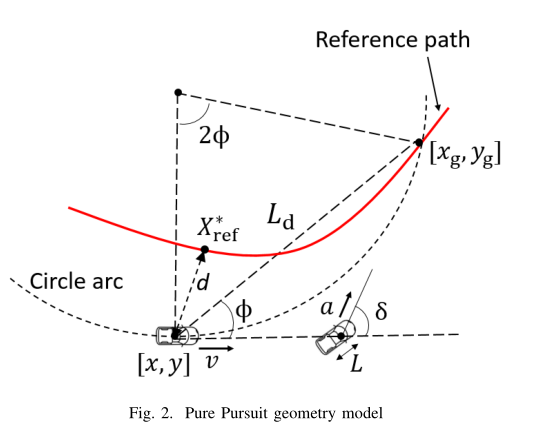 Reference path
2ϕ
[x_g, y_g]
X*_ref
L_d
Circle arc
d
ϕ
a
δ
[x, y]
v
L
Fig. 2. Pure Pursuit geometry model